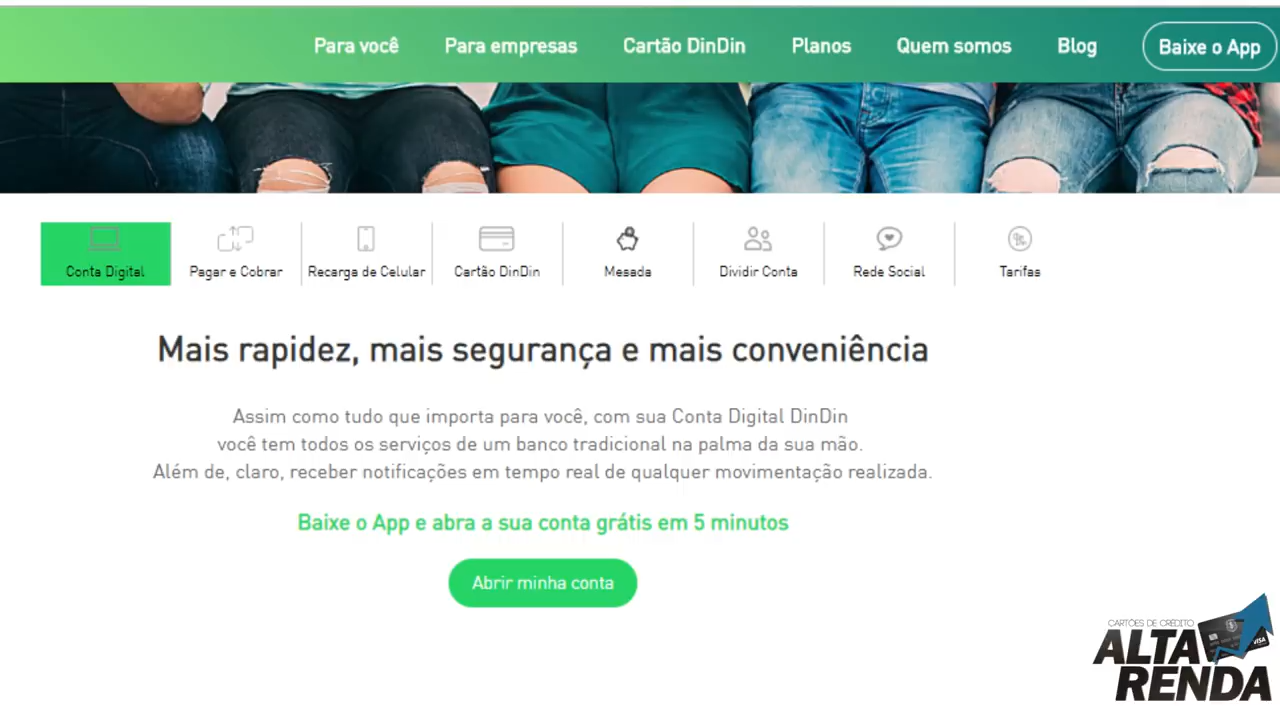 Para você Para empresas Cartão DinDin Planos Quem somos Blog Baixe o App
Conta Digital Pagar e Cobrar Recarga de Celular Cartão DinDin Mesada Dividir Conta Rede Social Tarifas
Mais rapidez, mais segurança e mais conveniência
Assim como tudo que importa para você, com sua Conta Digital DinDin
você tem todos os serviços de um banco tradicional na palma da sua mão.
Além de, claro, receber notificações em tempo real de qualquer movimentação realizada.
Baixe o App e abra a sua conta grátis em 5 minutos
Abrir minha conta
CARTÕES DE CRÉDITO
ALTA
RENDA
VISA